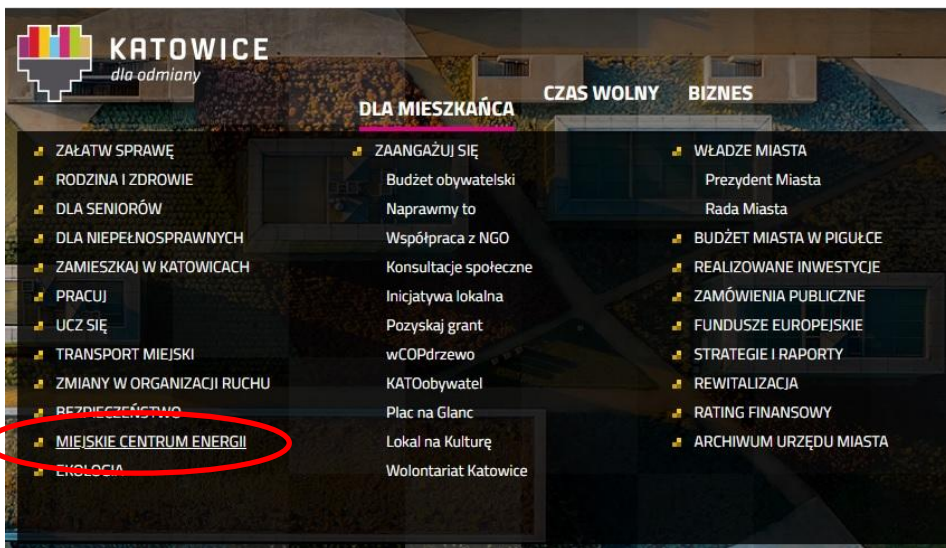 KATOWICE
dla odmiany
DLA MIESZKAŃCA
CZAS WOLNY
BIZNES
ZAŁATW SPRAWĘ
RODZINA I ZDROWIE
DLA SENIORÓW
DLA NIEPEŁNOSPRAWNYCH
ZAMIESZKAJ W KATOWICACH
PRACUJ
UCZ SIĘ
TRANSPORT MIEJSKI
ZMIANY W ORGANIZACJI RUCHU
BEZPIECZEŃSTWO
MIEJSKIE CENTRUM ENERGII
EKOLOGIA
ZAANGAŻUJ SIĘ
Budżet obywatelski
Naprawmy to
Współpraca z NGO
Konsultacje społeczne
Inicjatywa lokalna
Pozyskaj grant
wCOPdrzewo
KATOobywatel
Plac na Glanc
Lokal na Kulturę
Wolontariat Katowice
WŁADZE MIASTA
Prezydent Miasta
Rada Miasta
BUDŻET MIASTA W PIGUŁCE
REALIZOWANE INWESTYCJE
ZAMÓWIENIA PUBLICZNE
FUNDUSZE EUROPEJSKIE
STRATEGIE I RAPORTY
REWITALIZACJA
RATING FINANSOWY
ARCHIWUM URZĘDU MIASTA